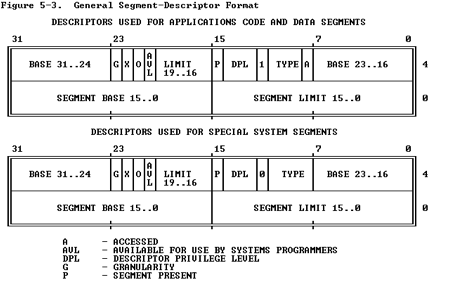 Figure 5-3. General Segment-Descriptor Format
DESCRIPTORS USED FOR APPLICATIONS CODE AND DATA SEGMENTS
31 23 15 7 0
BASE 31..24 G X O AVL LIMIT 19..16 P DPL 1 TYPE A BASE 23..16 4
SEGMENT BASE 15..0 SEGMENT LIMIT 15..0 0
DESCRIPTORS USED FOR SPECIAL SYSTEM SEGMENTS
31 23 15 7 0
BASE 31..24 G X O AVL LIMIT 19..16 P DPL 0 TYPE BASE 23..16 4
SEGMENT BASE 15..0 SEGMENT LIMIT 15..0 0
A - ACCESSED
AVL - AVAILABLE FOR USE BY SYSTEMS PROGRAMMERS
DPL - DESCRIPTOR PRIVILEGE LEVEL
G - GRANULARITY
P - SEGMENT PRESENT